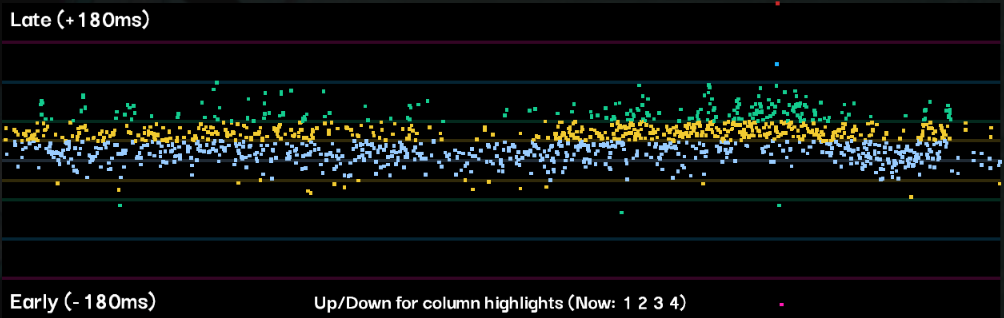 Late (+180ms)
Early (-180ms)
Up/Down for column highlights (Now: 1 2 3 4)